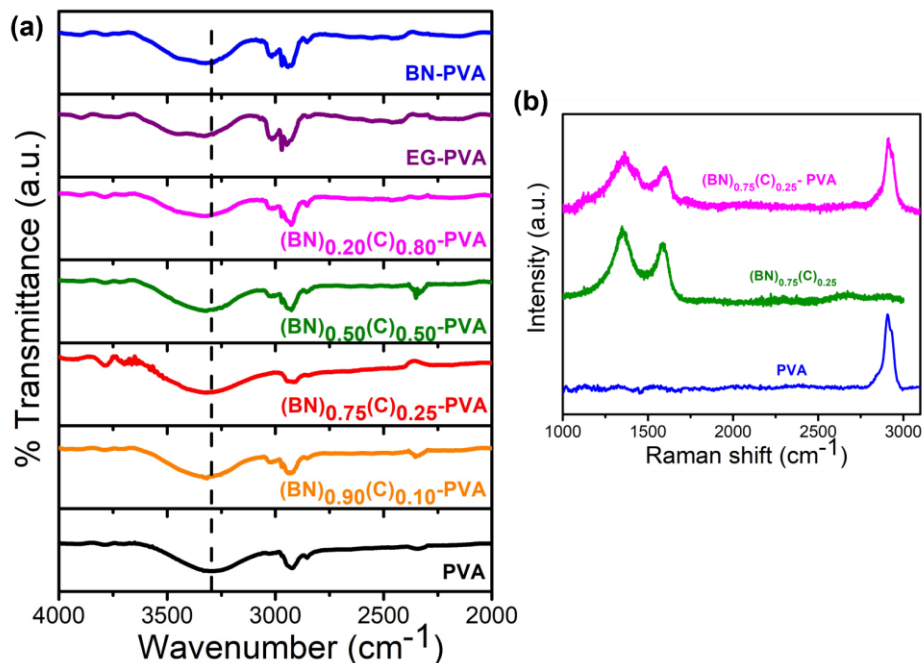 (a)
BN-PVA
EG-PVA
(BN)0.20(C)0.80-PVA
(BN)0.50(C)0.50-PVA
(BN)0.75(C)0.25-PVA
(BN)0.90(C)0.10-PVA
PVA
% Transmittance (a.u.)
4000 3500 3000 2500 2000
Wavenumber (cm-1)
(b)
(BN)0.75(C)0.25- PVA
(BN)0.75(C)0.25
PVA
Intensity (a.u.)
1000 1500 2000 2500 3000
Raman shift (cm-1)